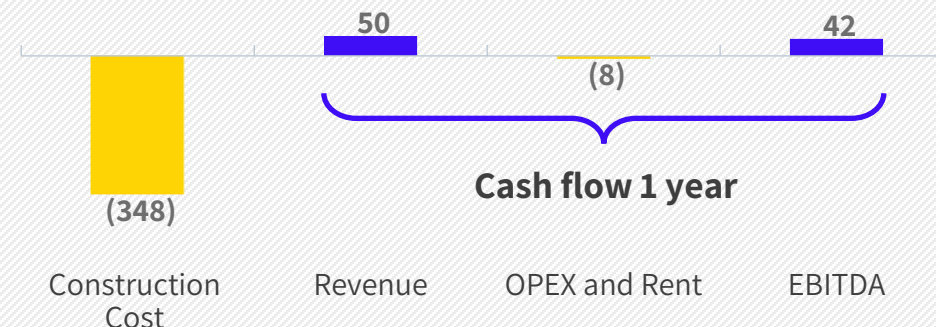 50
42
(8)
Cash flow 1 year
(348)
Construction
Cost
Revenue
OPEX and Rent
EBITDA